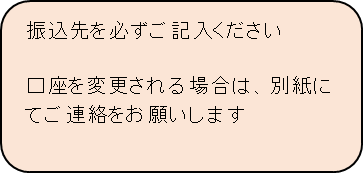 振込先を必ずご記入ください
口座を変更される場合は、別紙に
てご連絡をお願いします